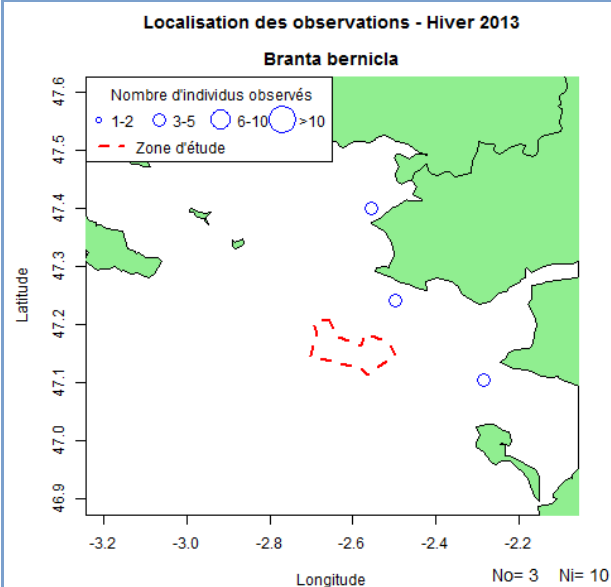 Localisation des observations - Hiver 2013
Branta bernicla
Nombre d'individus observés
1-2 3-5 6-10 >10
Zone d'étude
Latitude
47.6
47.5
47.4
47.3
47.2
47.1
47.0
46.9
-3.2 -3.0 -2.8 -2.6 -2.4 -2.2
Longitude
No= 3 Ni= 10